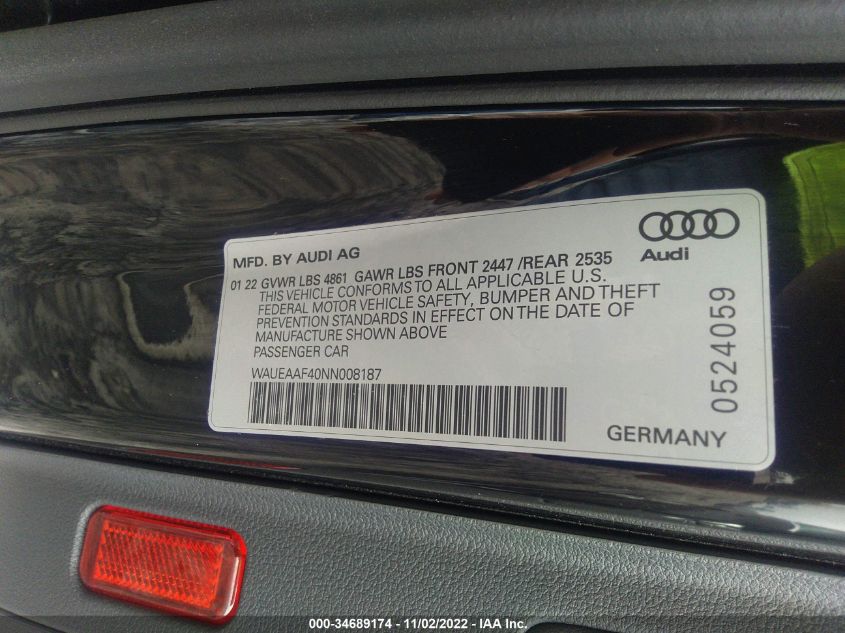 MFD. BY AUDI AG
Audi
01 22 GVWR LBS 4861 GAWR LBS FRONT 2447 /REAR 2535
THIS VEHICLE CONFORMS TO ALL APPLICABLE U.S.
FEDERAL MOTOR VEHICLE SAFETY, BUMPER AND THEFT
PREVENTION STANDARDS IN EFFECT ON THE DATE OF
MANUFACTURE SHOWN ABOVE
PASSENGER CAR
WAUEAAF40NN008187
0524059
GERMANY
000-34689174 - 11/02/2022 - IAA Inc.